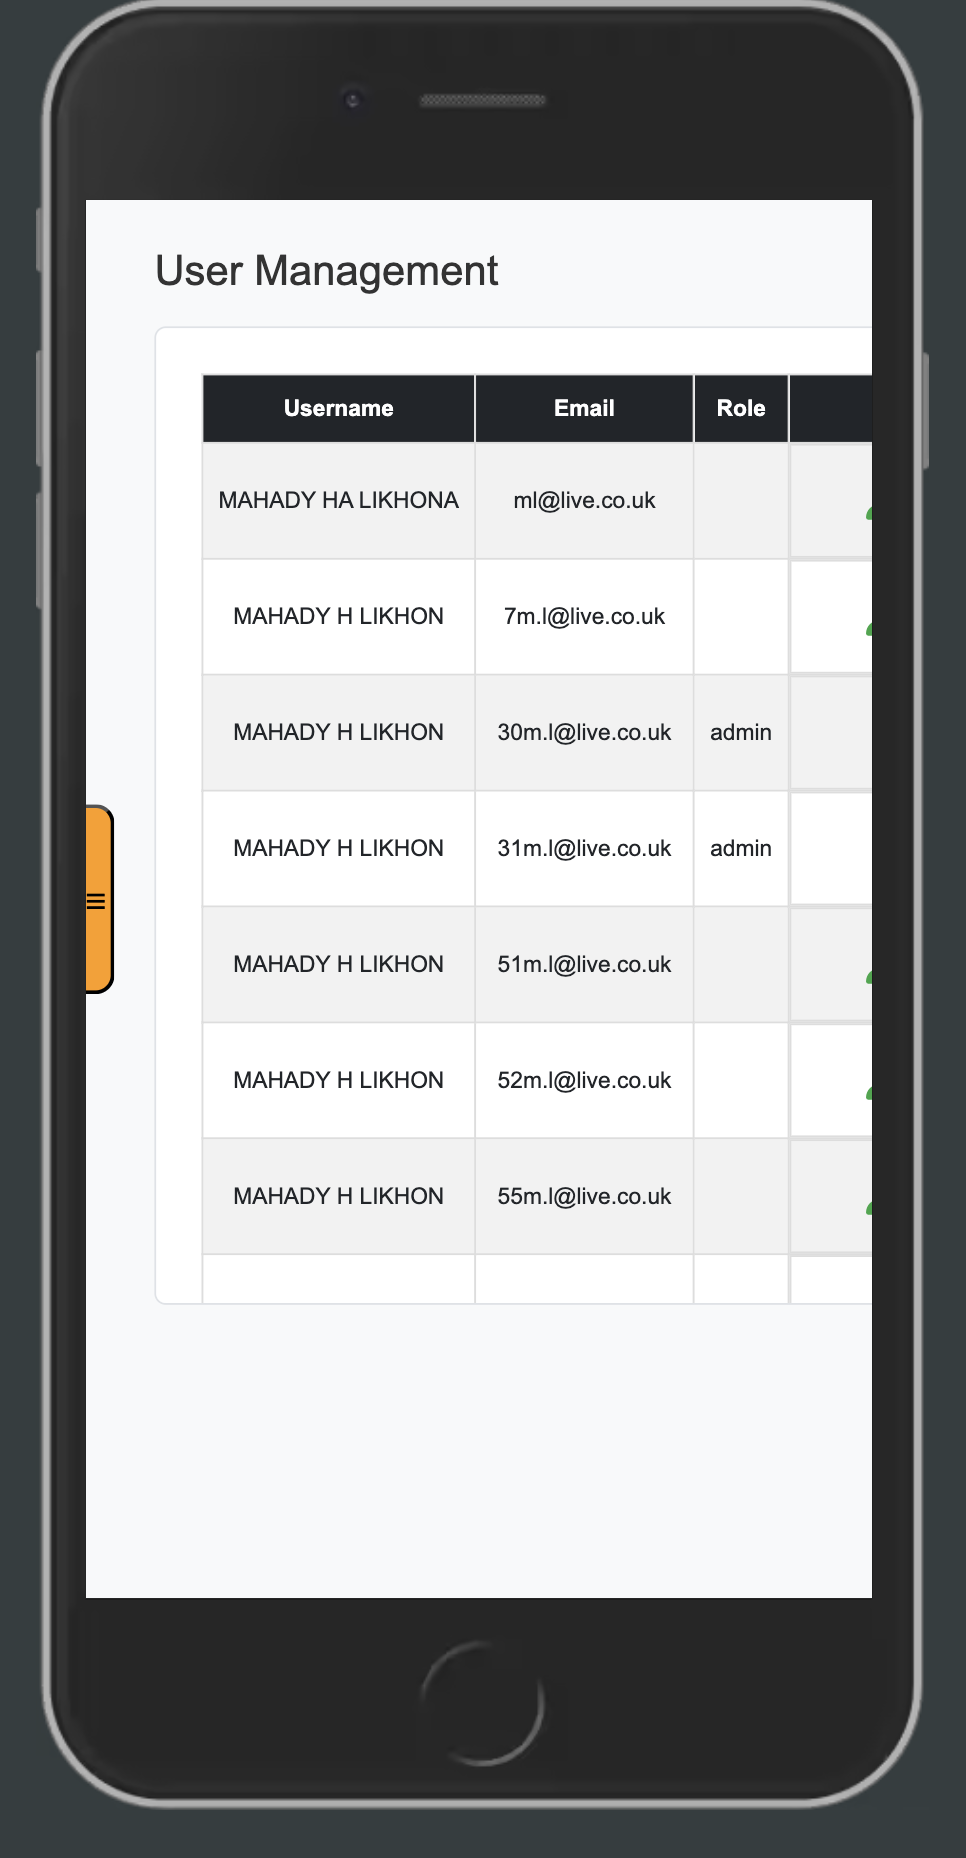 User Management
Username Email Role
MAHADY HA LIKHONA ml@live.co.uk
MAHADY H LIKHON 7m.l@live.co.uk
MAHADY H LIKHON 30m.l@live.co.uk admin
MAHADY H LIKHON 31m.l@live.co.uk admin
MAHADY H LIKHON 51m.l@live.co.uk
MAHADY H LIKHON 52m.l@live.co.uk
MAHADY H LIKHON 55m.l@live.co.uk